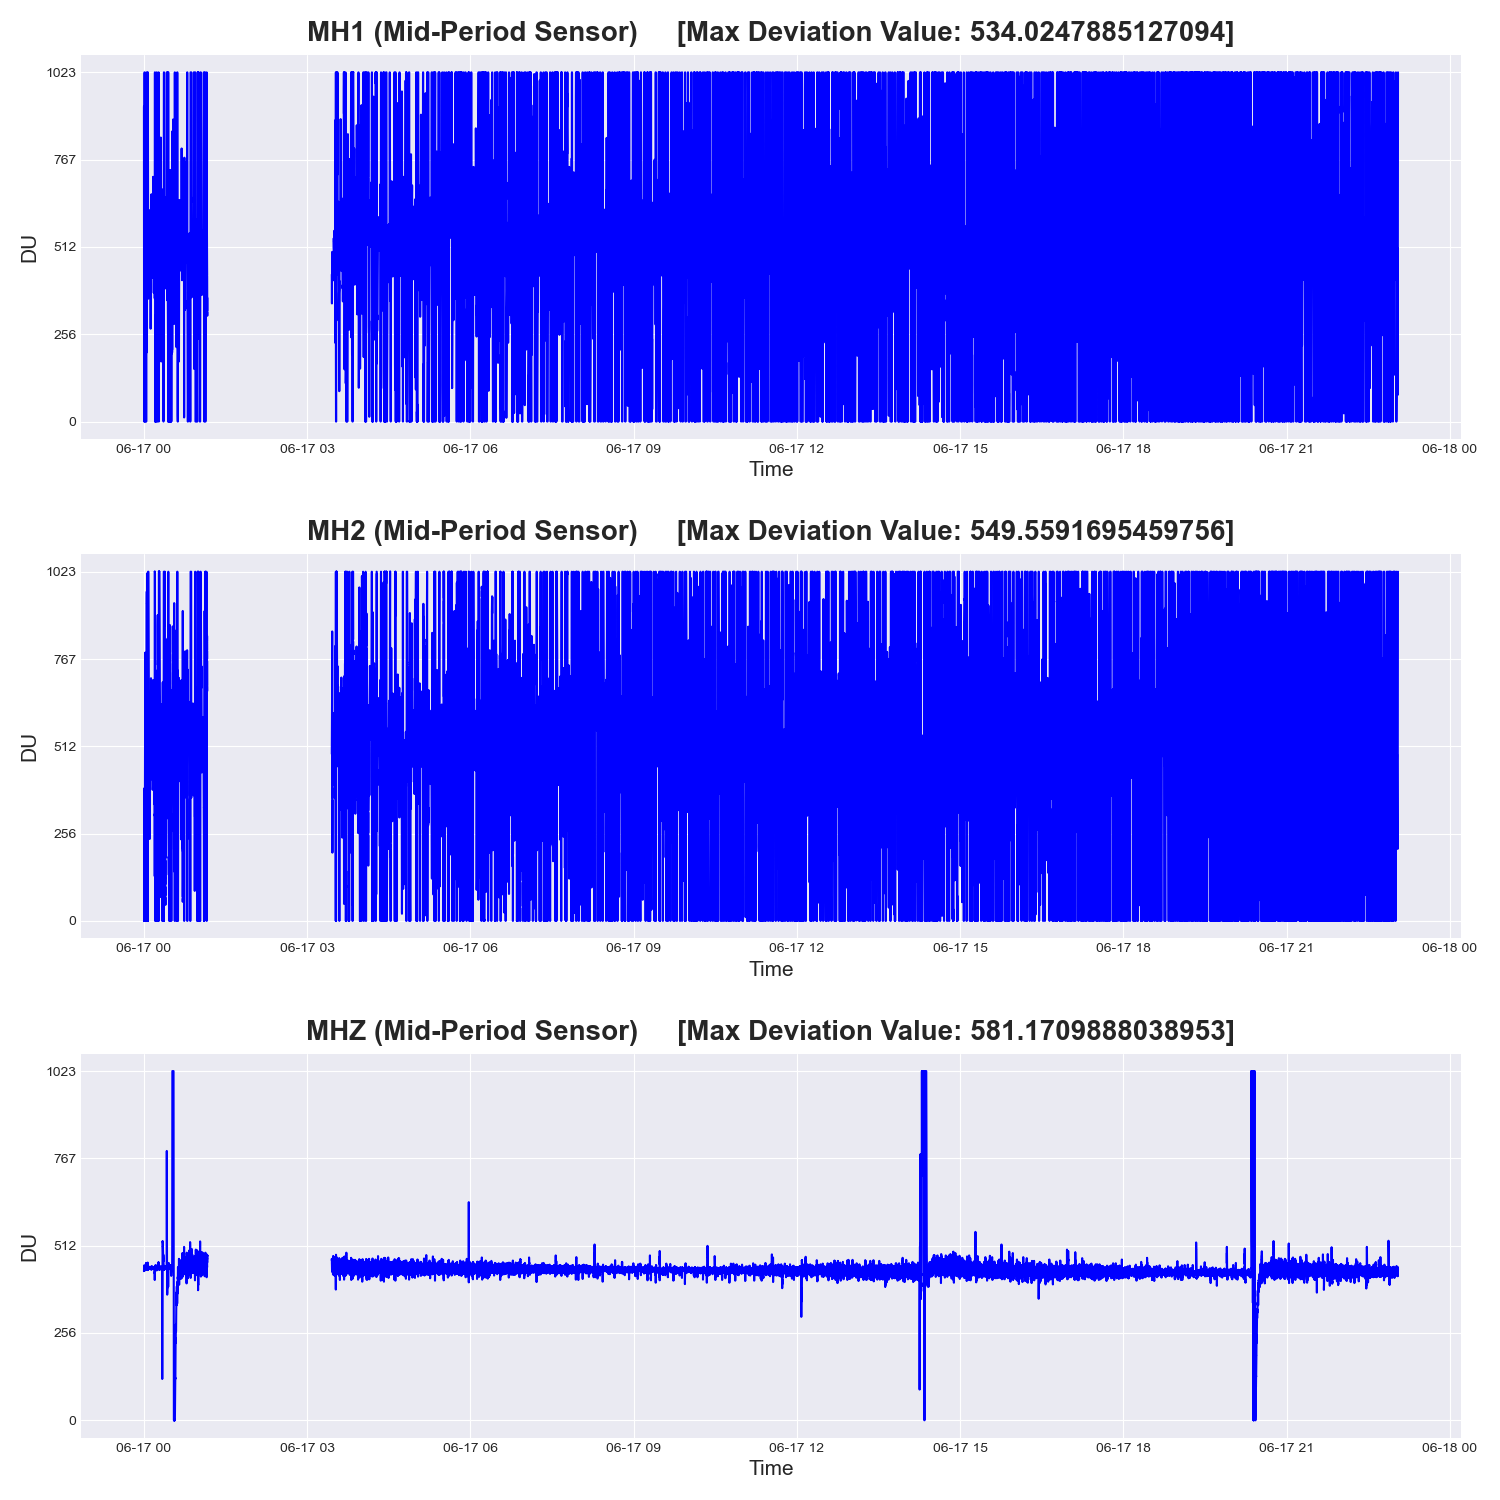 MH1 (Mid-Period Sensor) [Max Deviation Value: 534.0247885127094]
1023
767
512
256
0
DU
06-17 00 06-17 03 06-17 06 06-17 09 06-17 12 06-17 15 06-17 18 06-17 21 06-18 00
Time
MH2 (Mid-Period Sensor) [Max Deviation Value: 549.5591695459756]
1023
767
512
256
0
DU
06-17 00 06-17 03 06-17 06 06-17 09 06-17 12 06-17 15 06-17 18 06-17 21 06-18 00
Time
MHZ (Mid-Period Sensor) [Max Deviation Value: 581.1709888038953]
1023
767
512
256
0
DU
06-17 00 06-17 03 06-17 06 06-17 09 06-17 12 06-17 15 06-17 18 06-17 21 06-18 00
Time